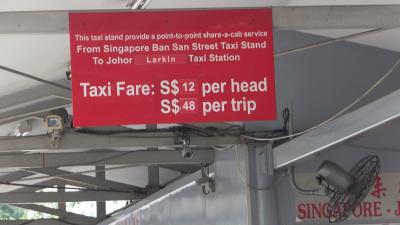 This taxi stand provide a point-to-point share-a-cab service
From Singapore Ban San Street Taxi Stand
To Johor Larkin Taxi Station
Taxi Fare: S$ 12 per head
S$ 48 per trip
SINGAPORE - J